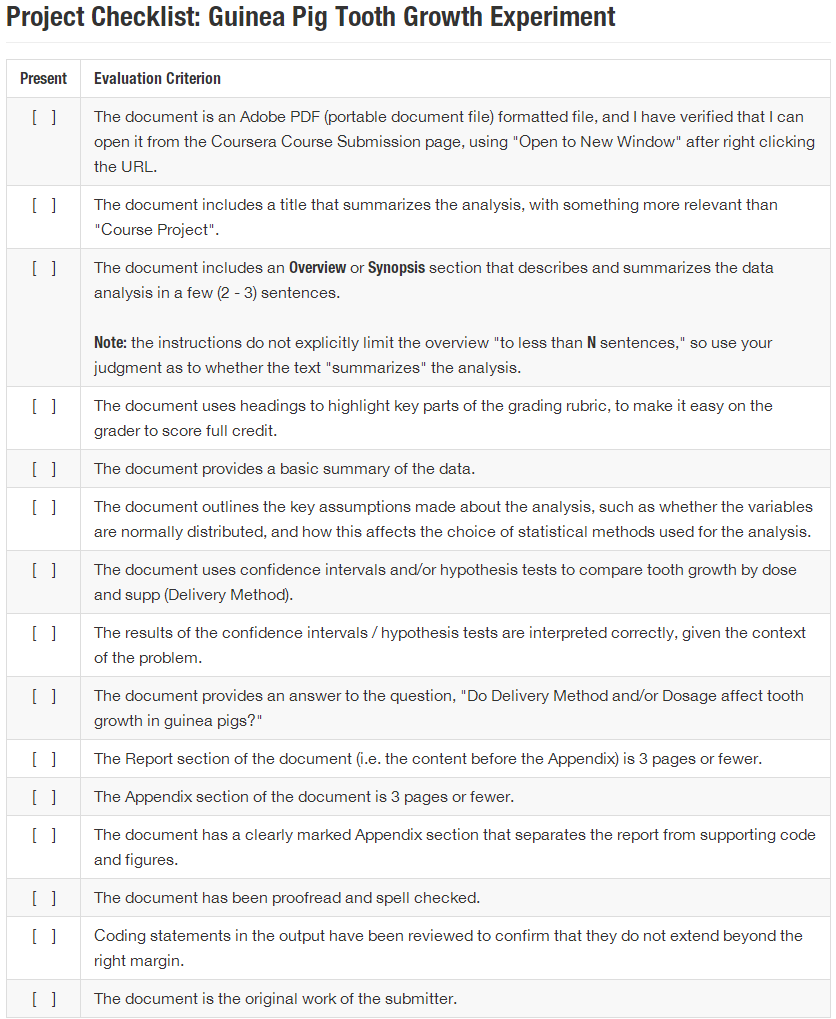 Project Checklist: Guinea Pig Tooth Growth Experiment
Present Evaluation Criterion
[ ] The document is an Adobe PDF (portable document file) formatted file, and I have verified that I can
open it from the Coursera Course Submission page, using "Open to New Window" after right clicking
the URL.
[ ] The document includes a title that summarizes the analysis, with something more relevant than
"Course Project".
[ ] The document includes an Overview or Synopsis section that describes and summarizes the data
analysis in a few (2 - 3) sentences.
Note: the instructions do not explicitly limit the overview "to less than N sentences," so use your
judgment as to whether the text "summarizes" the analysis.
[ ] The document uses headings to highlight key parts of the grading rubric, to make it easy on the
grader to score full credit.
[ ] The document provides a basic summary of the data.
[ ] The document outlines the key assumptions made about the analysis, such as whether the variables
are normally distributed, and how this affects the choice of statistical methods used for the analysis.
[ ] The document uses confidence intervals and/or hypothesis tests to compare tooth growth by dose
and supp (Delivery Method).
[ ] The results of the confidence intervals / hypothesis tests are interpreted correctly, given the context
of the problem.
[ ] The document provides an answer to the question, "Do Delivery Method and/or Dosage affect tooth
growth in guinea pigs?"
[ ] The Report section of the document (i.e. the content before the Appendix) is 3 pages or fewer.
[ ] The Appendix section of the document is 3 pages or fewer.
[ ] The document has a clearly marked Appendix section that separates the report from supporting code
and figures.
[ ] The document has been proofread and spell checked.
[ ] Coding statements in the output have been reviewed to confirm that they do not extend beyond the
right margin.
[ ] The document is the original work of the submitter.